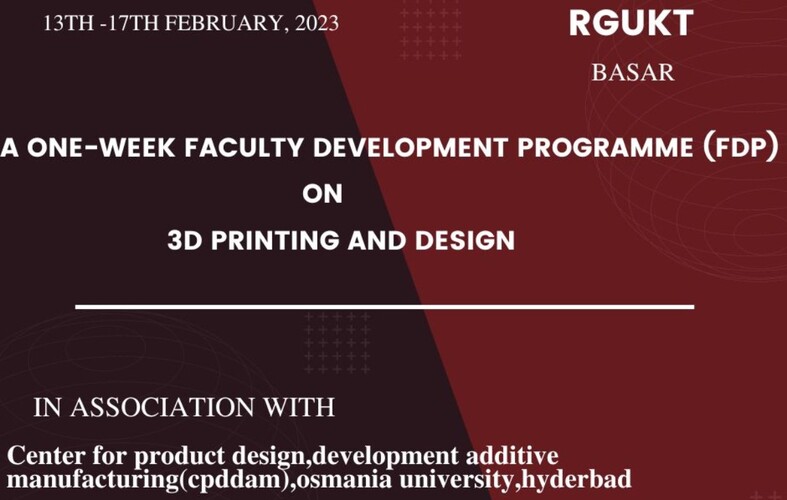 13TH -17TH FEBRUARY, 2023
RGUKT
BASAR
A ONE-WEEK FACULTY DEVELOPMENT PROGRAMME (FDP)
ON
3D PRINTING AND DESIGN
IN ASSOCIATION WITH
Center for product design,development additive
manufacturing(cpddam),osmania university,hyderbad